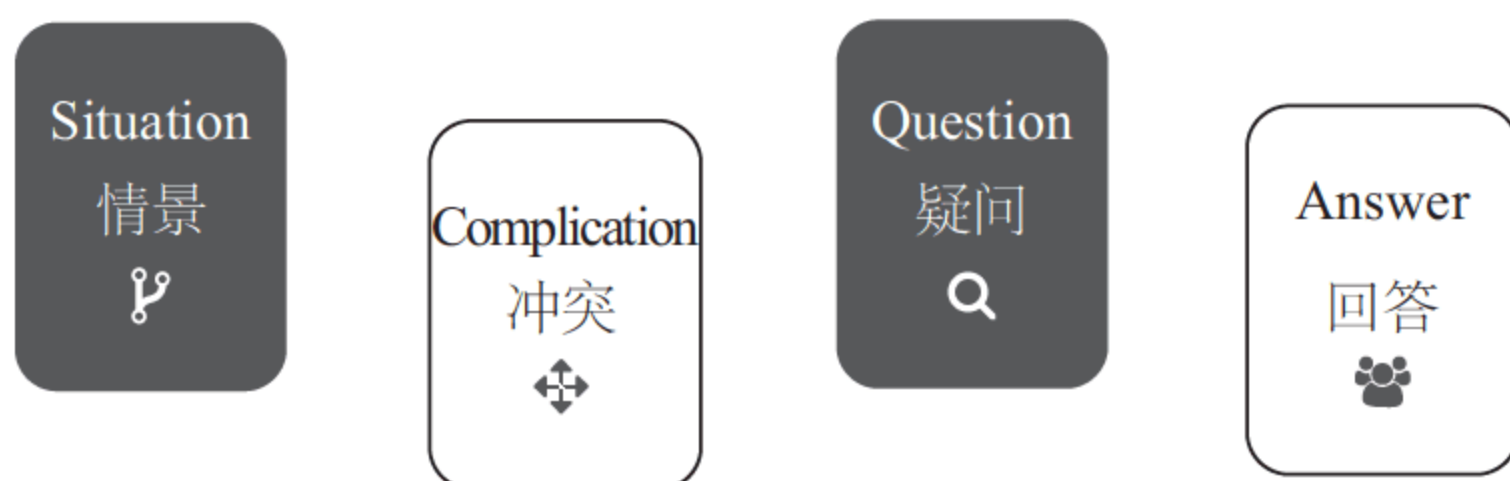 Situation
情景
Complication
冲突
Question
疑问
Answer
回答